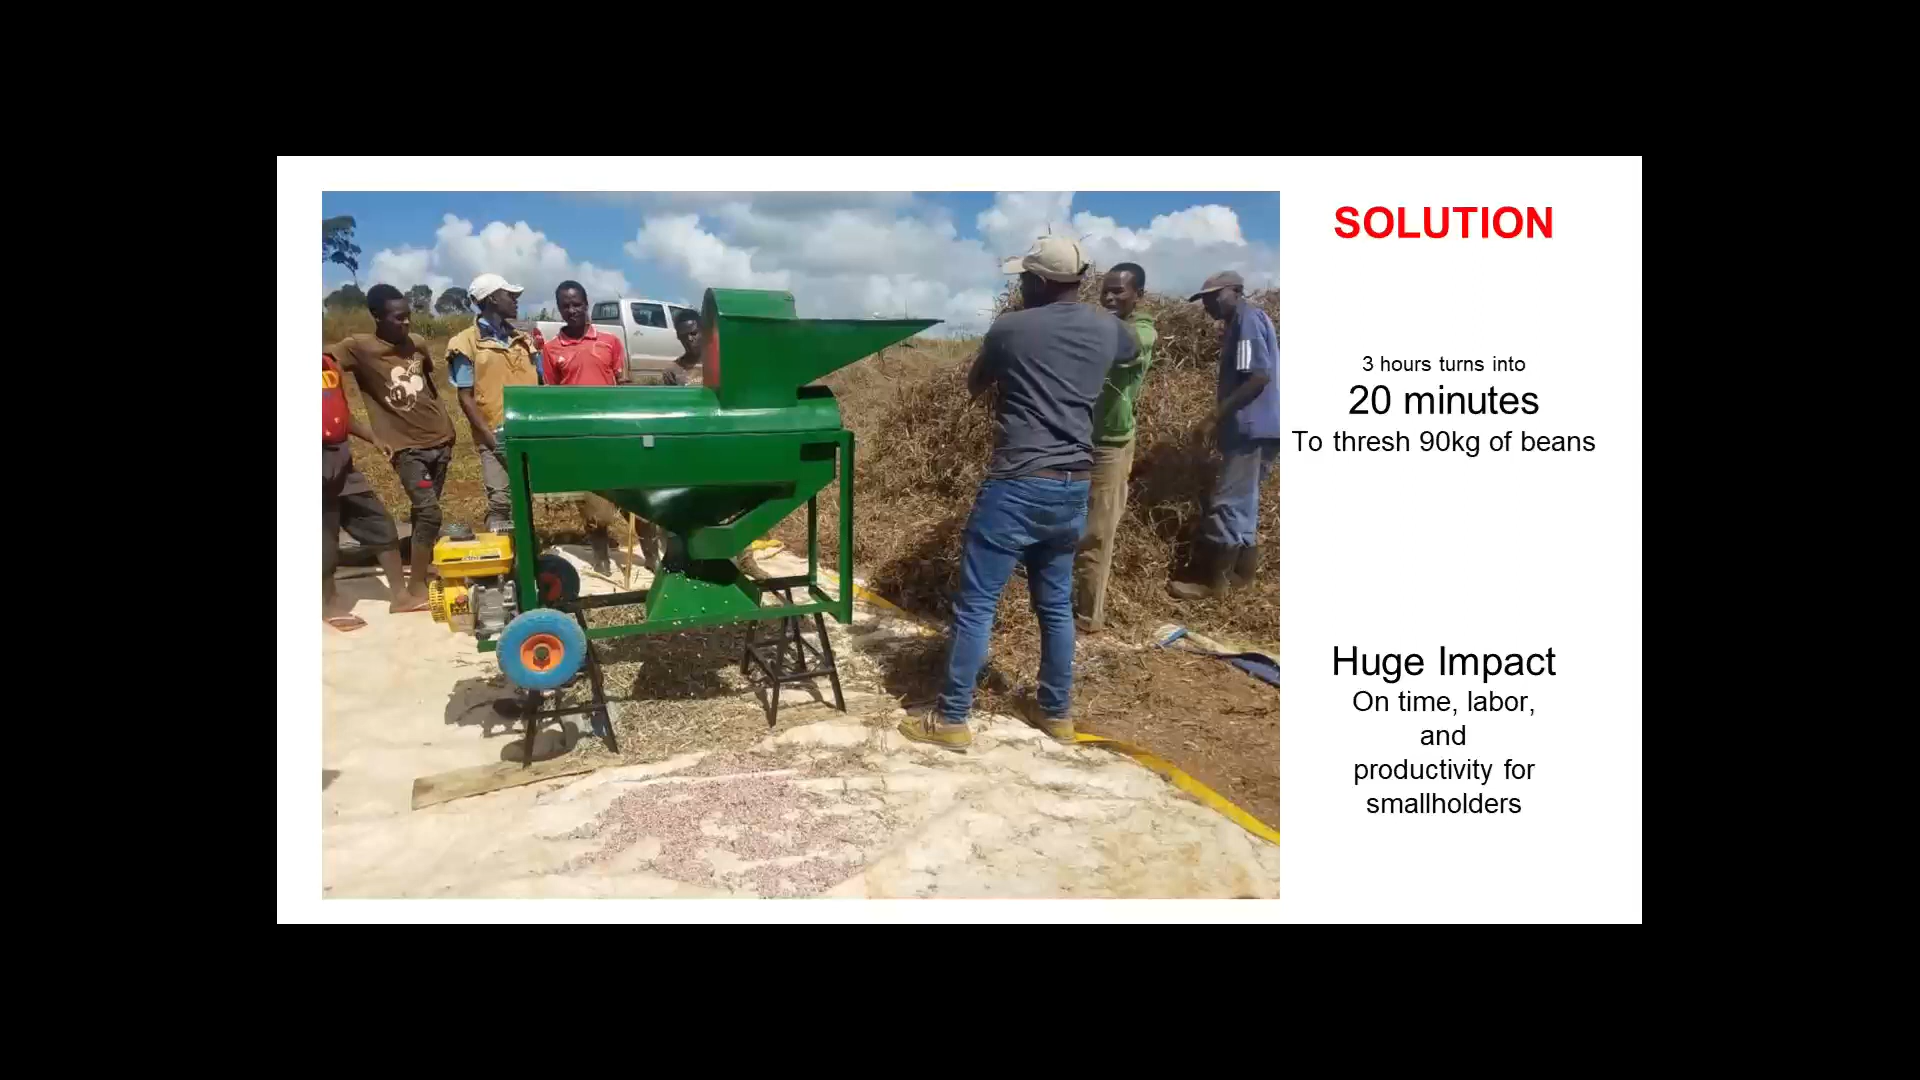 SOLUTION
3 hours turns into
20 minutes
To thresh 90kg of beans
Huge Impact
On time, labor,
and
productivity for
smallholders